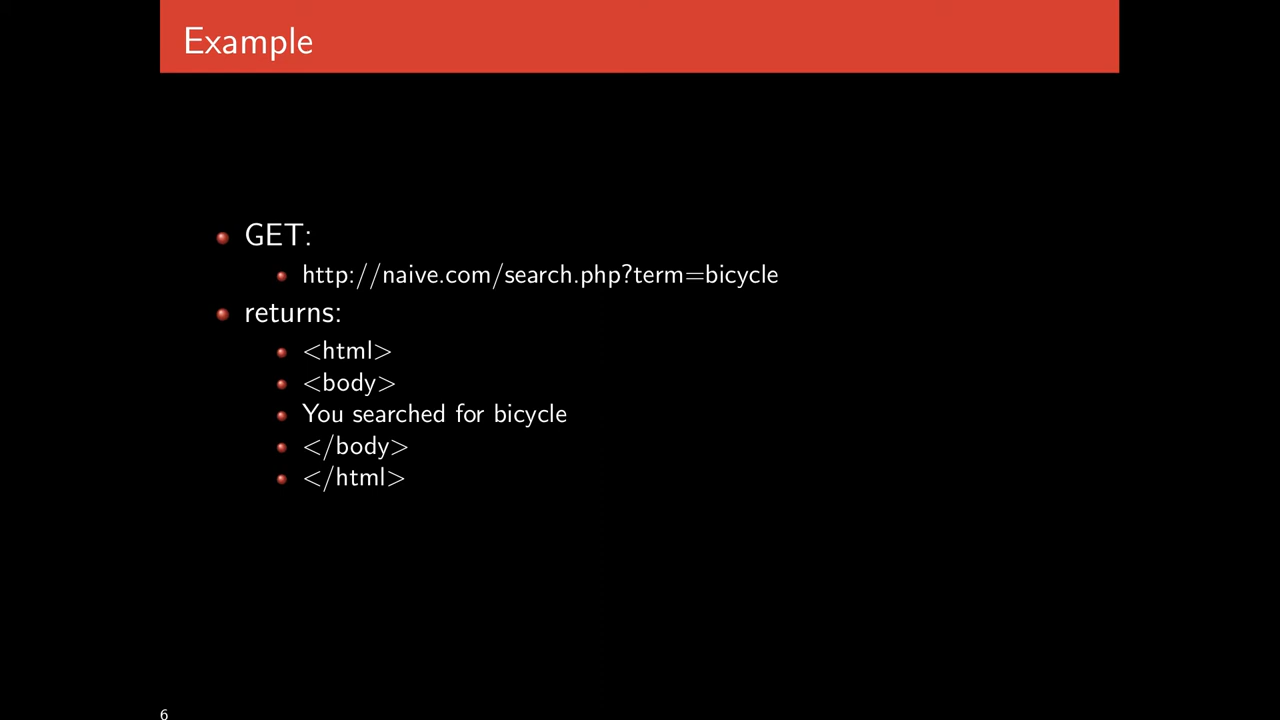 Example
GET:
http://naive.com/search.php?term=bicycle
returns:
<html>
<body>
You searched for bicycle
</body>
</html>
6